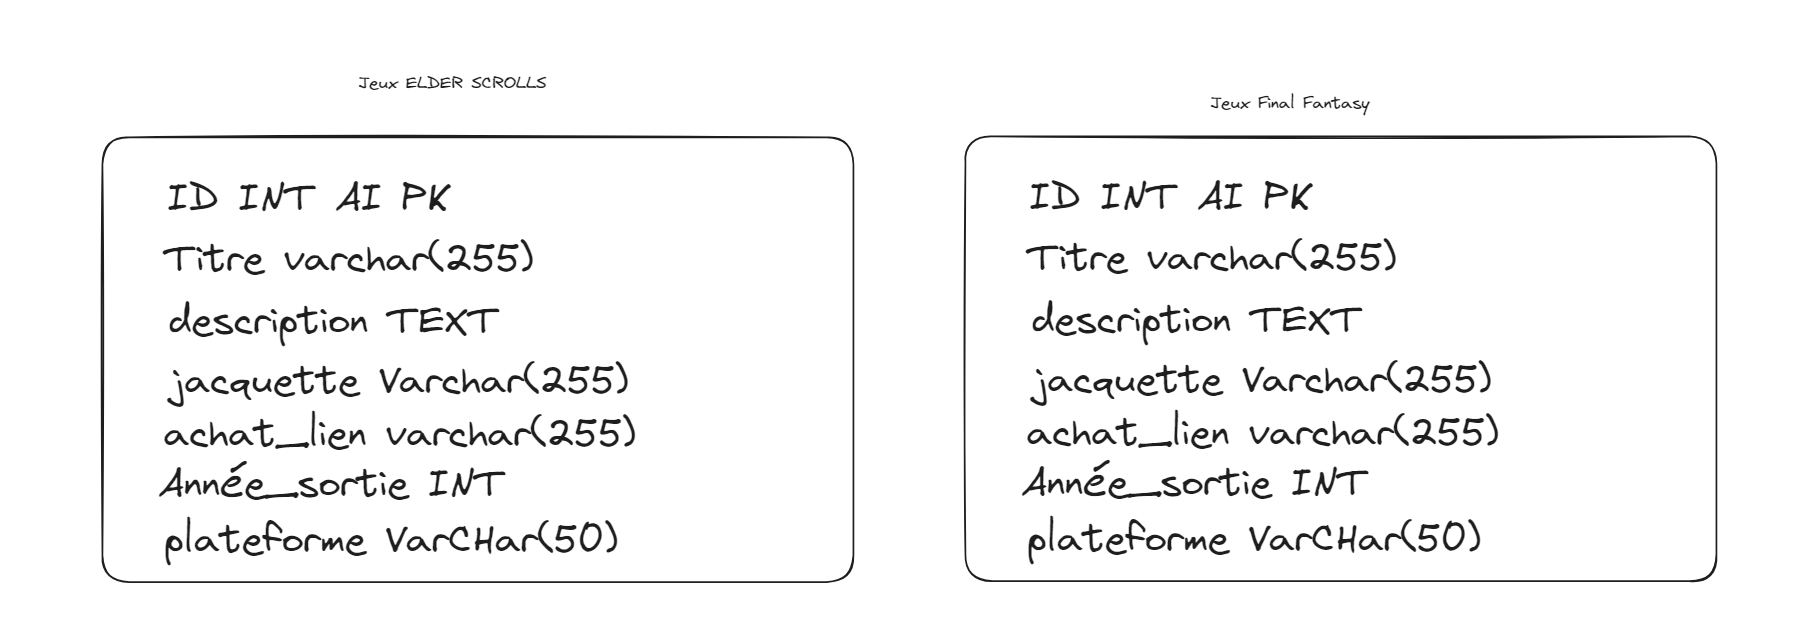 Jeux ELDER SCROLLS
ID INT AI PK
Titre varchar(255)
description TEXT
jacquette Varchar(255)
achat_lien varchar(255)
Année_sortie INT
plateforme VarCHar(50)
Jeux Final Fantasy
ID INT AI PK
Titre varchar(255)
description TEXT
jacquette Varchar(255)
achat_lien varchar(255)
Année_sortie INT
plateforme VarCHar(50)